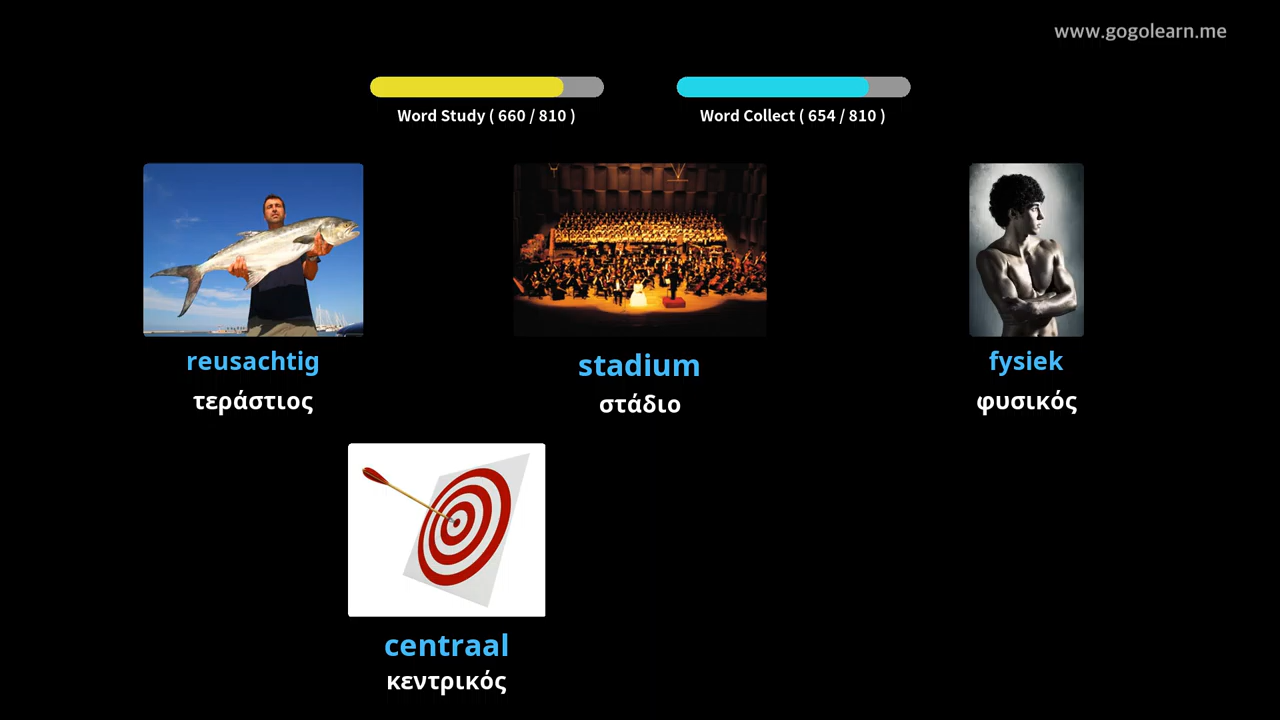 www.gogolearn.me
Word Study ( 660 / 810 )
Word Collect ( 654 / 810 )
reusachtig
τεράστιος
stadium
στάδιο
fysiek
φυσικός
centraal
κεντρικός